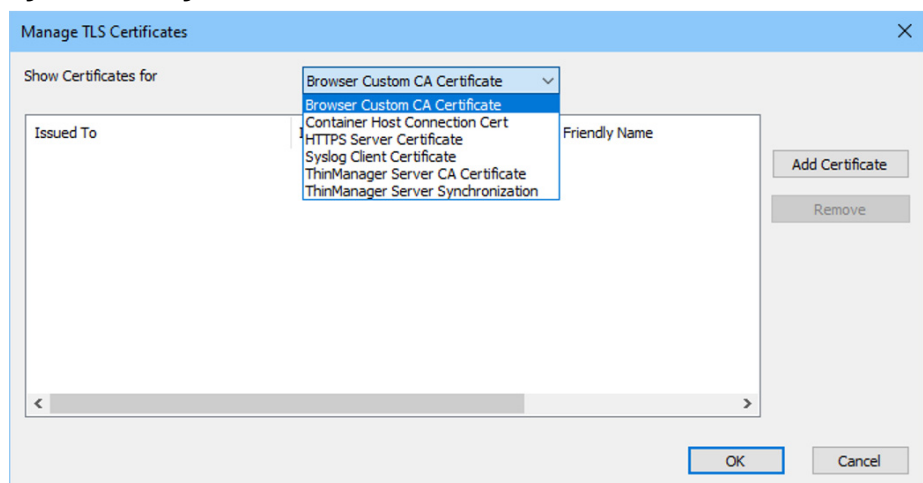 Manage TLS Certificates
Show Certificates for
Browser Custom CA Certificate
Browser Custom CA Certificate
Container Host Connection Cert
HTTPS Server Certificate
Syslog Client Certificate
ThinManager Server CA Certificate
ThinManager Server Synchronization
Issued To
Friendly Name
Add Certificate
Remove
OK
Cancel